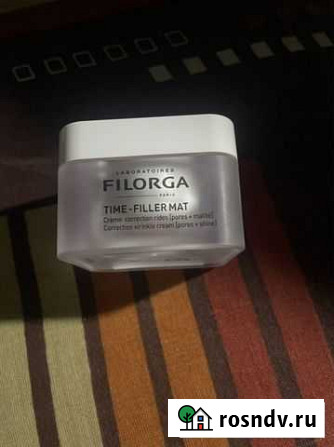 LABORATOIRES
FILORGA
PARIS
TIME-FILLER MAT
Crème correction rides [pores + matité]
Correction wrinkle cream [pores + shine]
rosndv.ru